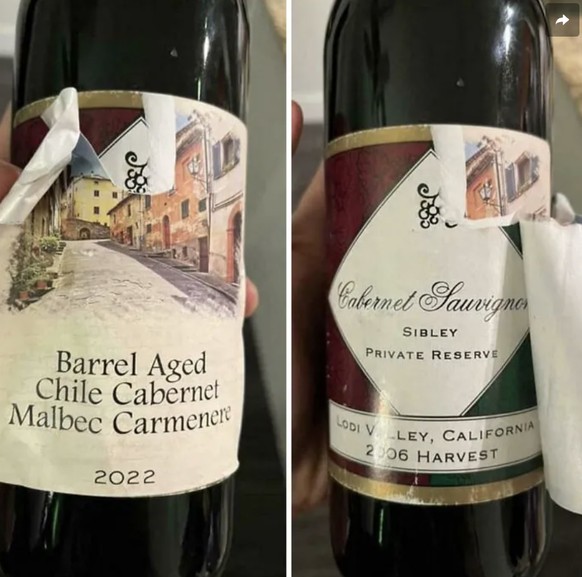 Barrel Aged
Chile Cabernet
Malbec Carmenere
2022
Cabernet Sauvignon
SIBLEY
PRIVATE RESERVE
LODI VALLEY, CALIFORNIA
2006 HARVEST